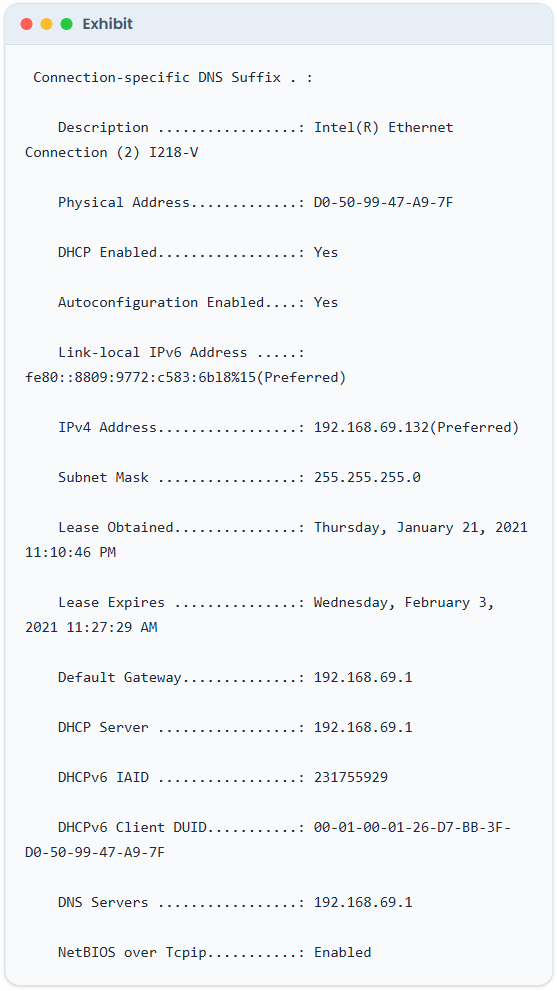 Exhibit
Connection-specific DNS Suffix . :
Description .................: Intel(R) Ethernet
Connection (2) I218-V
Physical Address.............: D0-50-99-47-A9-7F
DHCP Enabled.................: Yes
Autoconfiguration Enabled....: Yes
Link-local IPv6 Address .....:
fe80::8809:9772:c583:6bl8%15(Preferred)
IPv4 Address.................: 192.168.69.132(Preferred)
Subnet Mask .................: 255.255.255.0
Lease Obtained...............: Thursday, January 21, 2021
11:10:46 PM
Lease Expires ...............: Wednesday, February 3,
2021 11:27:29 AM
Default Gateway..............: 192.168.69.1
DHCP Server .................: 192.168.69.1
DHCPv6 IAID .................: 231755929
DHCPv6 Client DUID...........: 00-01-00-01-26-D7-BB-3F-
D0-50-99-47-A9-7F
DNS Servers .................: 192.168.69.1
NetBIOS over Tcpip...........: Enabled